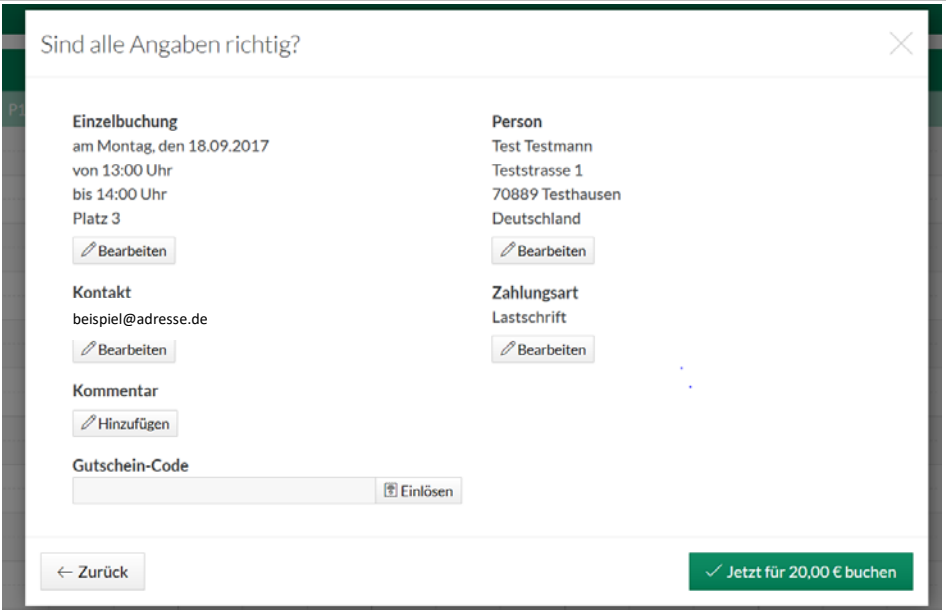 Sind alle Angaben richtig?
P1
Einzelbuchung
am Montag, den 18.09.2017
von 13:00 Uhr
bis 14:00 Uhr
Platz 3
Bearbeiten
Person
Test Testmann
Teststrasse 1
70889 Testhausen
Deutschland
Bearbeiten
Kontakt
beispiel@adresse.de
Bearbeiten
Zahlungsart
Lastschrift
Bearbeiten
Kommentar
Hinzufügen
Gutschein-Code
Einlösen
← Zurück
✓ Jetzt für 20,00 € buchen